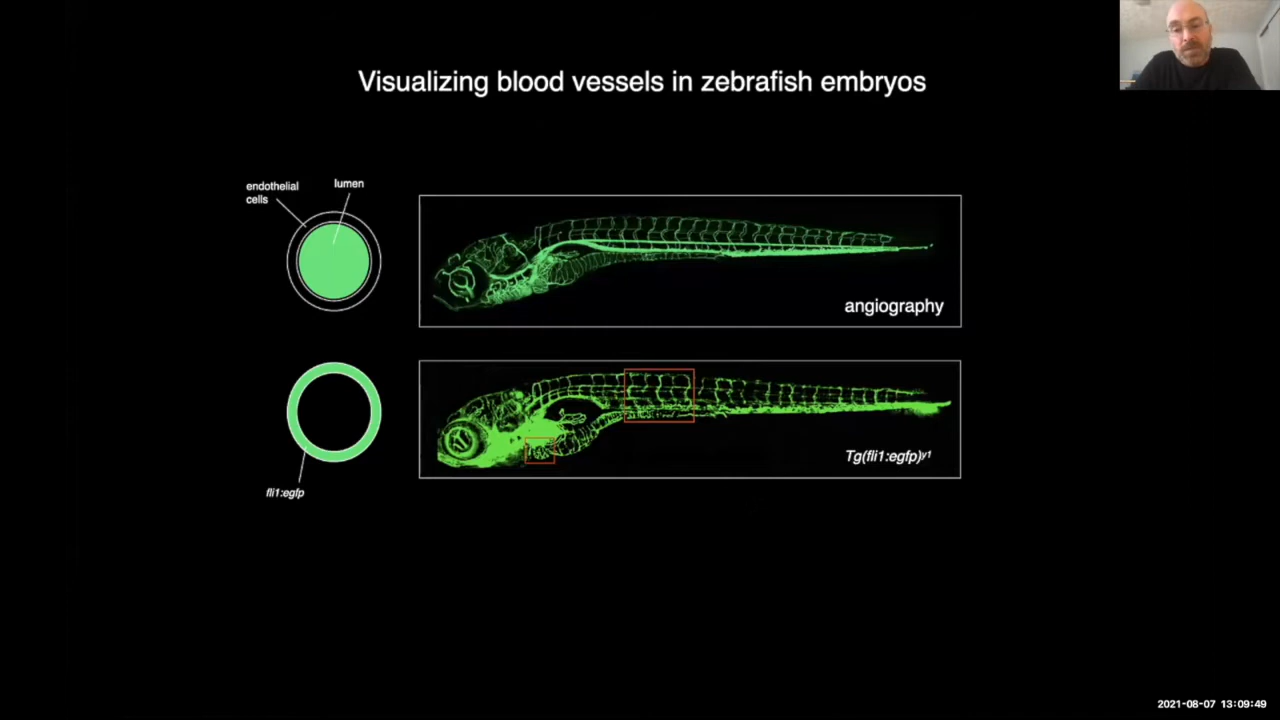 Visualizing blood vessels in zebrafish embryos
endothelial
cells
lumen
angiography
Tg(fli1:egfp)y1
fli1:egfp
2021-08-07 13:09:49